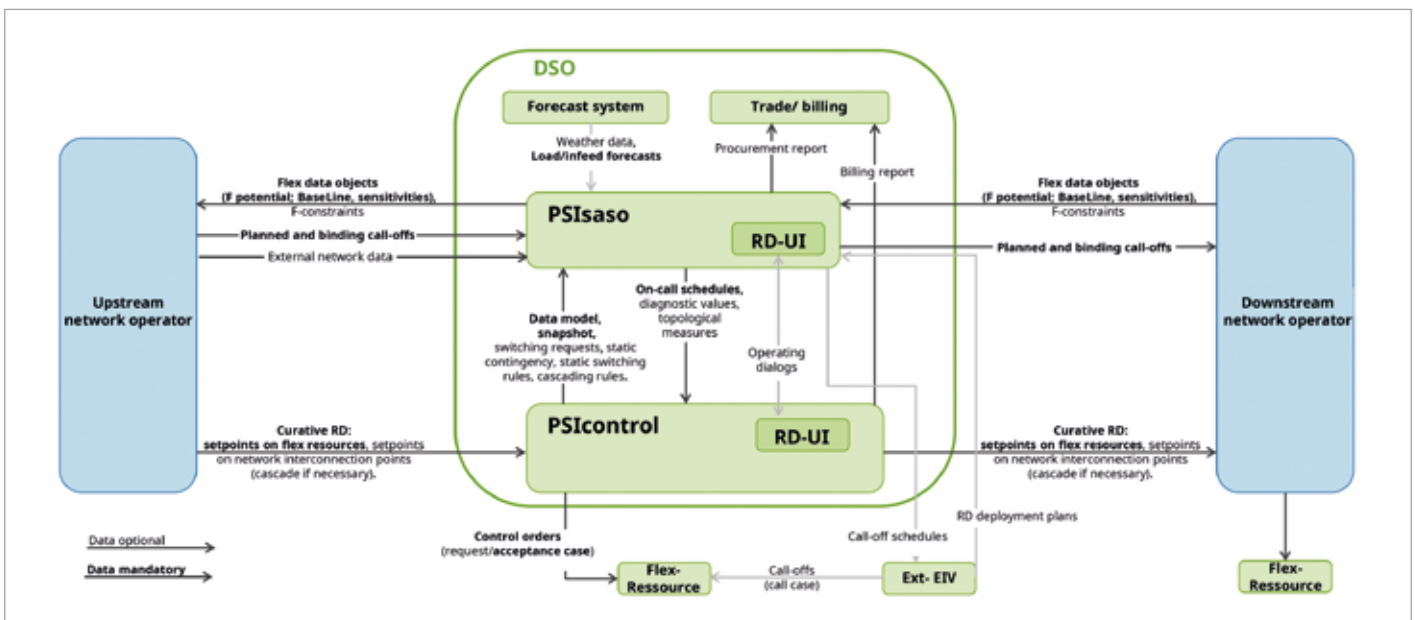 DSO
Forecast system
Trade/ billing
Weather data,
Load/infeed forecasts
Procurement report
Billing report
Flex data objects
(F potential; BaseLine, sensitivities),
F-constraints
Planned and binding call-offs
External network data
PSIsaso
RD-UI
Flex data objects
(F potential; BaseLine, sensitivities),
F-constraints
Planned and binding call-offs
Upstream
network operator
Downstream
network operator
Data model,
snapshot,
switching requests, static
contingency, static switching
rules, cascading rules.
On-call schedules,
diagnostic values,
topological
measures
Operating
dialogs
Curative RD:
setpoints on flex resources, setpoints
on network interconnection points
(cascade if necessary).
PSIcontrol
RD-UI
Curative RD:
setpoints on flex resources, setpoints
on network interconnection points
(cascade if necessary).
RD deployment plans
Data optional
Data mandatory
Control orders
(request/acceptance case)
Call-off schedules
Flex-
Ressource
Call-offs
(call case)
Ext- EIV
Flex-
Ressource